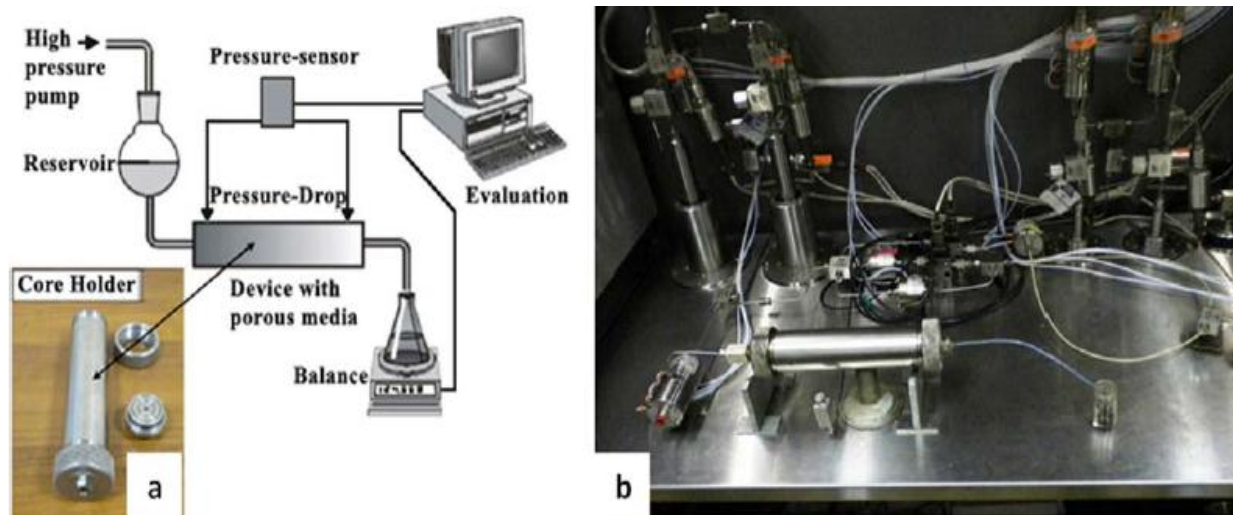 High
pressure
pump
Pressure-sensor
Reservoir
Pressure-Drop
Evaluation
Core Holder
Device with
porous media
Balance
a
b